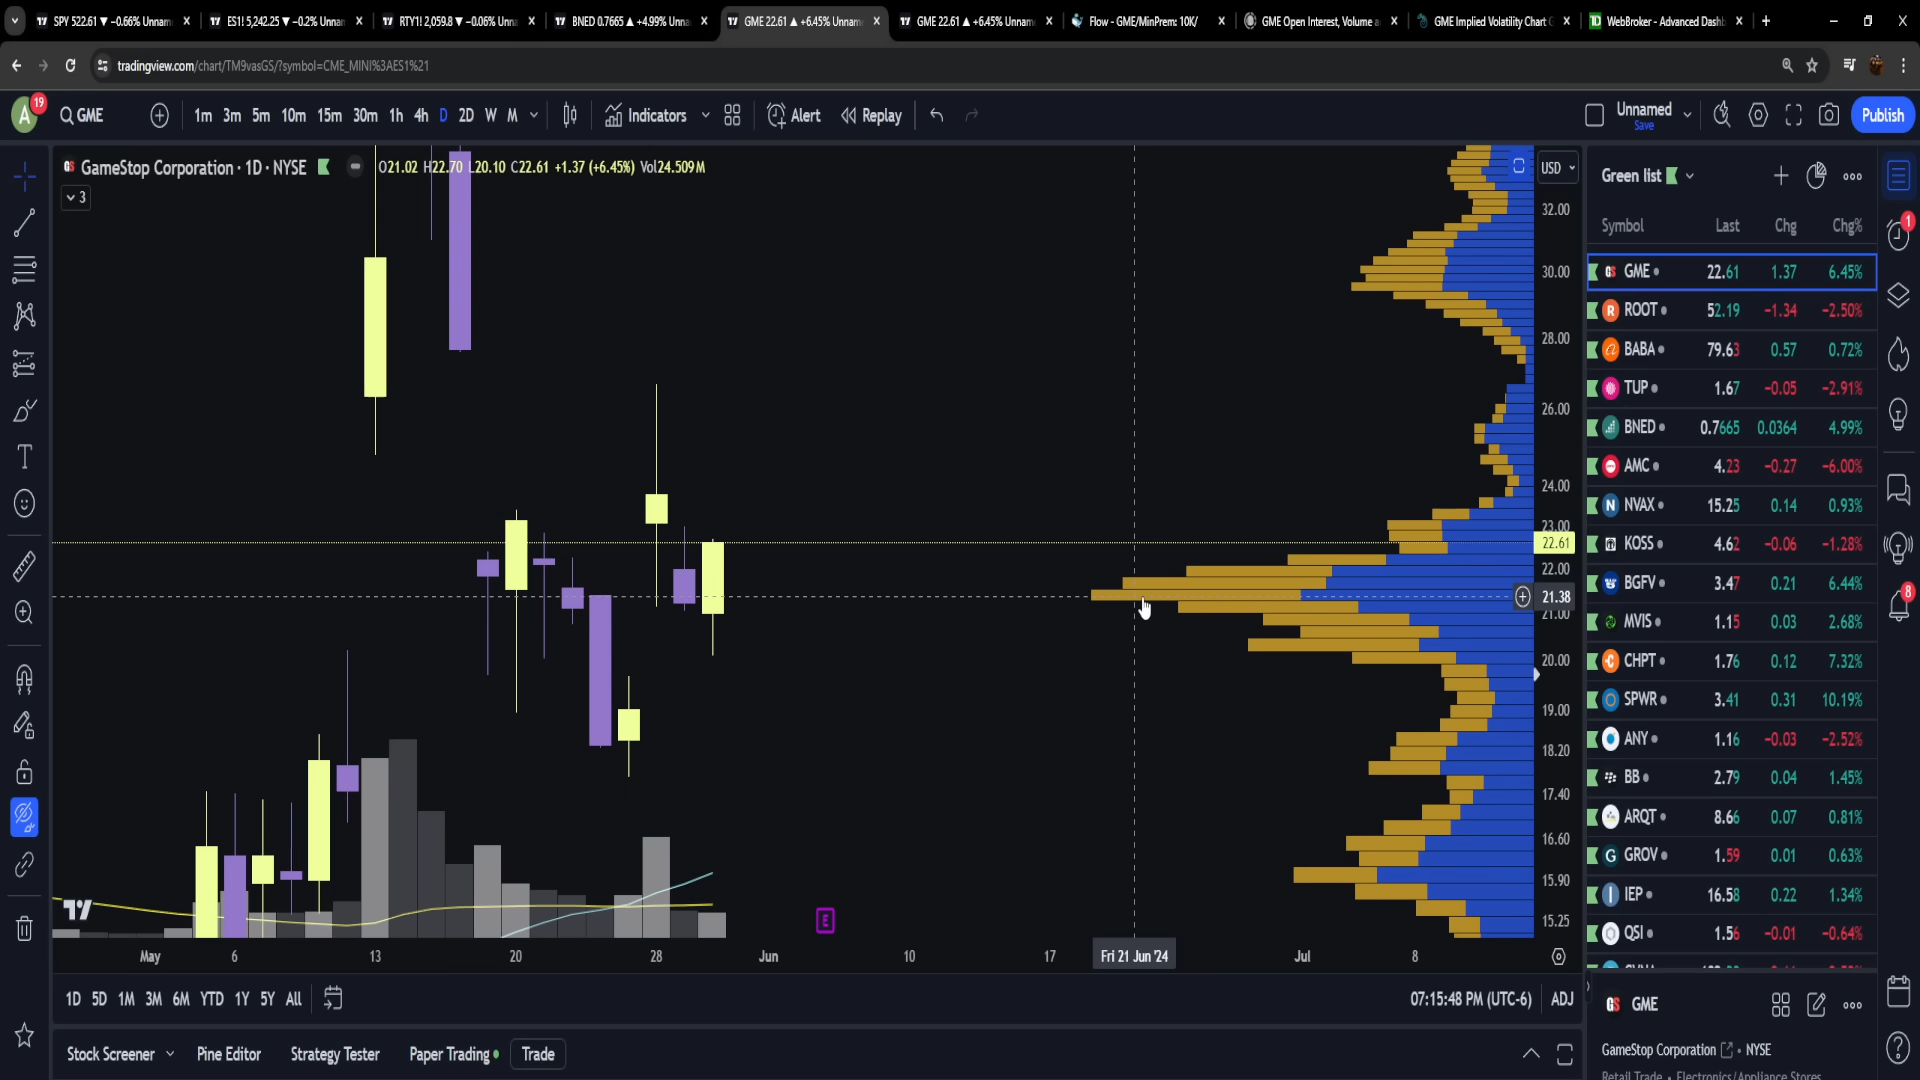 SPY 522.61 ▼ −0.66% Unnam
ES1! 5,242.25 ▼ −0.2% Unnam
RTY1! 2,059.8 ▼ −0.06% Unnam
BNED 0.7665 ▲ +4.99% Unna
GME 22.61 ▲ +6.45% Unnam
GME 22.61 ▲ +6.45% Unnam
Flow - GME/MinPrem: 10K/
GME Open Interest, Volume a
GME Implied Volatility Chart
WebBroker - Advanced Dashb
tradingview.com/chart/TM9vasGS/?symbol=CME_MINI%3AES1%21
A 19
GME
1m 3m 5m 10m 15m 30m 1h 4h D 2D W M
Indicators
Alert
Replay
Unnamed
Save
Publish
GameStop Corporation · 1D · NYSE
O21.02 H22.70 L20.10 C22.61 +1.37 (+6.45%) Vol24.509M
3
USD
32.00
30.00
28.00
26.00
24.00
23.00
22.61
22.00
21.38
21.00
20.00
19.00
18.20
17.40
16.60
15.90
15.25
E
May 6 13 20 28 Jun 10 17 Fri 21 Jun '24 Jul 8
1D 5D 1M 3M 6M YTD 1Y 5Y All
07:15:48 PM (UTC-6) ADJ
Stock Screener Pine Editor Strategy Tester Paper Trading Trade
Green list
Symbol Last Chg Chg%
GME 22.61 1.37 6.45%
ROOT 52.19 −1.34 −2.50%
BABA 79.63 0.57 0.72%
TUP 1.67 −0.05 −2.91%
BNED 0.7665 0.0364 4.99%
AMC 4.23 −0.27 −6.00%
NVAX 15.25 0.14 0.93%
KOSS 4.62 −0.06 −1.28%
BGFV 3.47 0.21 6.44%
MVIS 1.15 0.03 2.68%
CHPT 1.76 0.12 7.32%
SPWR 3.41 0.31 10.19%
ANY 1.16 −0.03 −2.52%
BB 2.79 0.04 1.45%
ARQT 8.66 0.07 0.81%
GROV 1.59 0.01 0.63%
IEP 16.58 0.22 1.34%
QSI 1.56 −0.01 −0.64%
GME
GameStop Corporation • NYSE
Retail Trade • Electronics/Appliance Stores
1
8